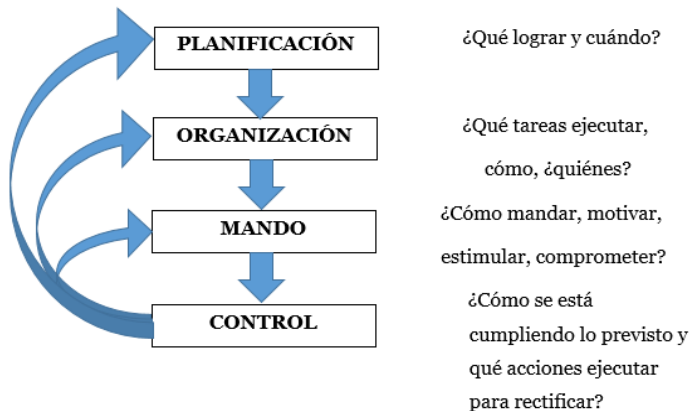 PLANIFICACIÓN
¿Qué lograr y cuándo?
ORGANIZACIÓN
¿Qué tareas ejecutar,
cómo, ¿quiénes?
MANDO
¿Cómo mandar, motivar,
estimular, comprometer?
CONTROL
¿Cómo se está
cumpliendo lo previsto y
qué acciones ejecutar
para rectificar?